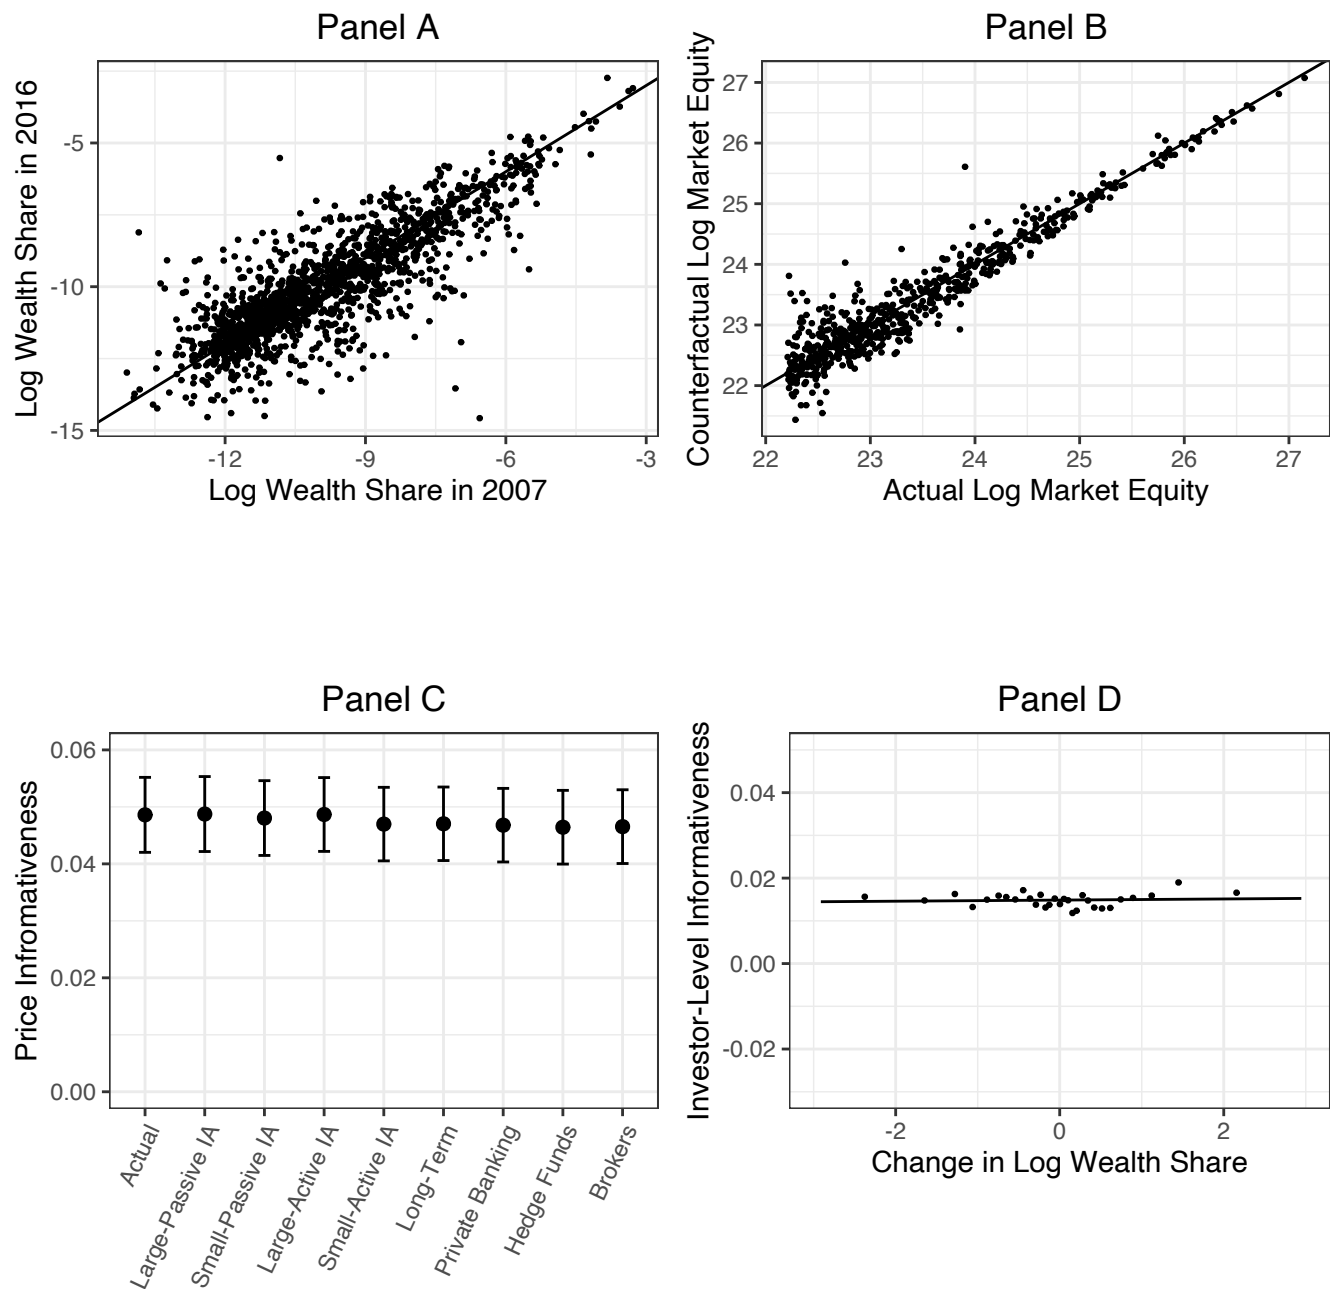 Panel A
Log Wealth Share in 2016
-5
-10
-15
-12
-9
-6
-3
Log Wealth Share in 2007
Panel B
Counterfactual Log Market Equity
27
26
25
24
23
22
22
23
24
25
26
27
Actual Log Market Equity
Panel C
Price Infromativeness
0.06
0.04
0.02
0.00
Actual
Large-Passive IA
Small-Passive IA
Large-Active IA
Small-Active IA
Long-Term
Private Banking
Hedge Funds
Brokers
Panel D
Investor-Level Informativeness
0.04
0.02
0.00
-0.02
-2
0
2
Change in Log Wealth Share